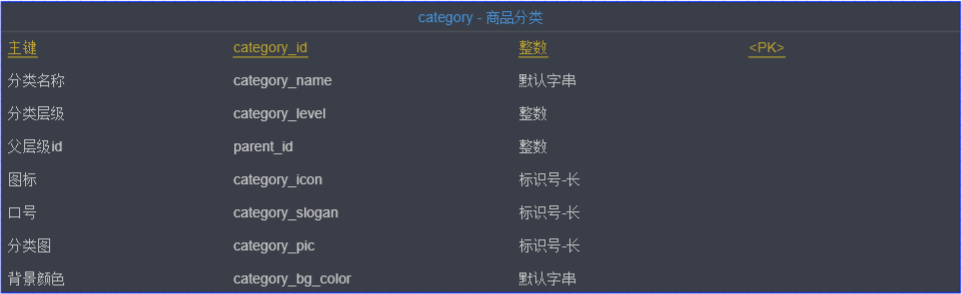 category - 商品分类
主键 category_id 整数 <PK>
分类名称 category_name 默认字串
分类层级 category_level 整数
父层级id parent_id 整数
图标 category_icon 标识号-长
口号 category_slogan 标识号-长
分类图 category_pic 标识号-长
背景颜色 category_bg_color 默认字串